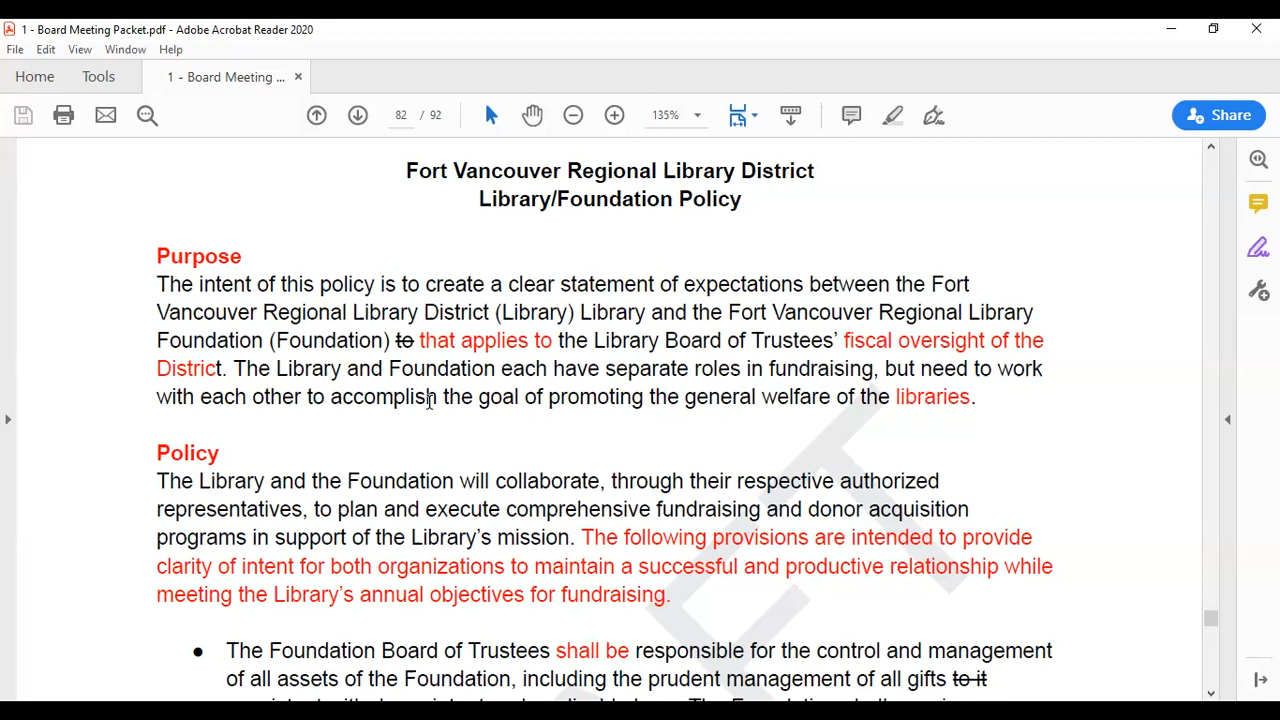 1 - Board Meeting Packet.pdf - Adobe Acrobat Reader 2020
File Edit View Window Help
Home Tools 1 - Board Meeting ... ×
82 / 92 135% Share
Fort Vancouver Regional Library District
Library/Foundation Policy
Purpose
The intent of this policy is to create a clear statement of expectations between the Fort
Vancouver Regional Library District (Library) Library and the Fort Vancouver Regional Library
Foundation (Foundation) to that applies to the Library Board of Trustees’ fiscal oversight of the
District. The Library and Foundation each have separate roles in fundraising, but need to work
with each other to accomplish the goal of promoting the general welfare of the libraries.
Policy
The Library and the Foundation will collaborate, through their respective authorized
representatives, to plan and execute comprehensive fundraising and donor acquisition
programs in support of the Library’s mission. The following provisions are intended to provide
clarity of intent for both organizations to maintain a successful and productive relationship while
meeting the Library’s annual objectives for fundraising.
● The Foundation Board of Trustees shall be responsible for the control and management
of all assets of the Foundation, including the prudent management of all gifts to it